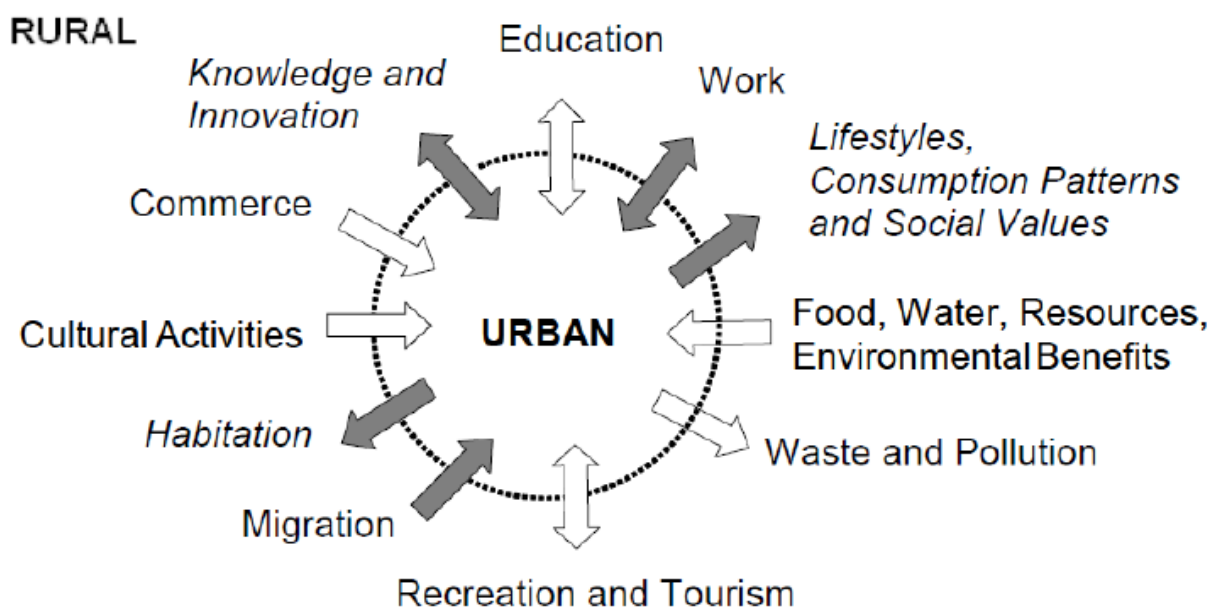 RURAL
Education
Knowledge and
Innovation
Work
Lifestyles,
Consumption Patterns
and Social Values
Commerce
Cultural Activities
URBAN
Food, Water, Resources,
Environmental Benefits
Habitation
Waste and Pollution
Migration
Recreation and Tourism